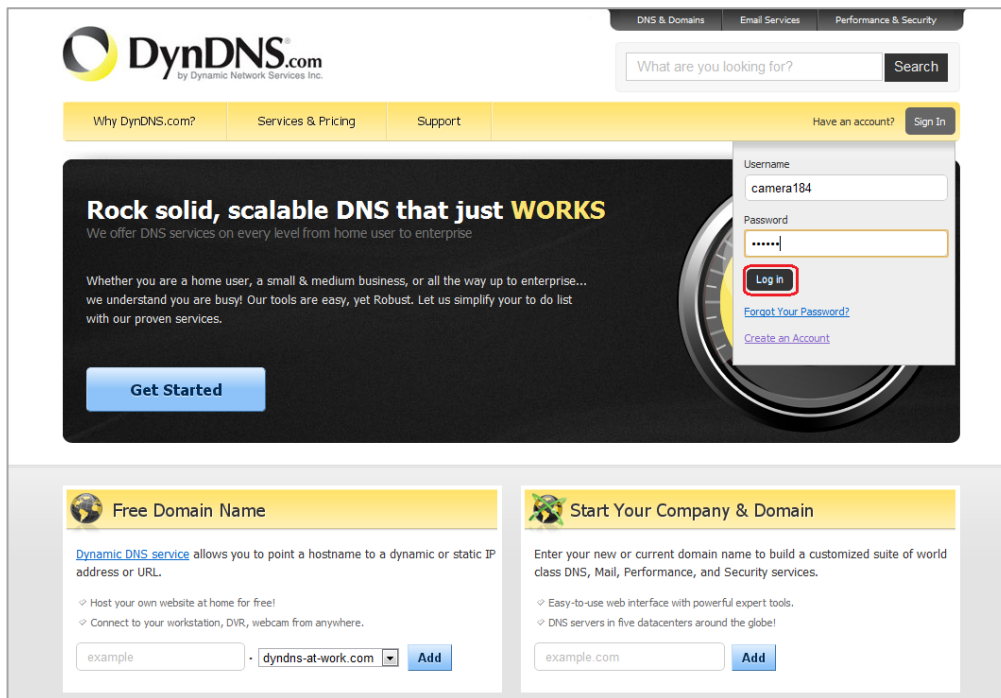 DNS & Domains
Email Services
Performance & Security
DynDNS.com
by Dynamic Network Services Inc.
What are you looking for?
Search
Why DynDNS.com?
Services & Pricing
Support
Have an account?
Sign In
Username
camera184
Password
••••••
Log in
Forgot Your Password?
Create an Account
Rock solid, scalable DNS that just WORKS
We offer DNS services on every level from home user to enterprise
Whether you are a home user, a small & medium business, or all the way up to enterprise...
we understand you are busy! Our tools are easy, yet Robust. Let us simplify your to do list
with our proven services.
Get Started
Free Domain Name
Dynamic DNS service allows you to point a hostname to a dynamic or static IP
address or URL.
Host your own website at home for free!
Connect to your workstation, DVR, webcam from anywhere.
example
. dyndns-at-work.com
Add
Start Your Company & Domain
Enter your new or current domain name to build a customized suite of world
class DNS, Mail, Performance, and Security services.
Easy-to-use web interface with powerful expert tools.
DNS servers in five datacenters around the globe!
example.com
Add